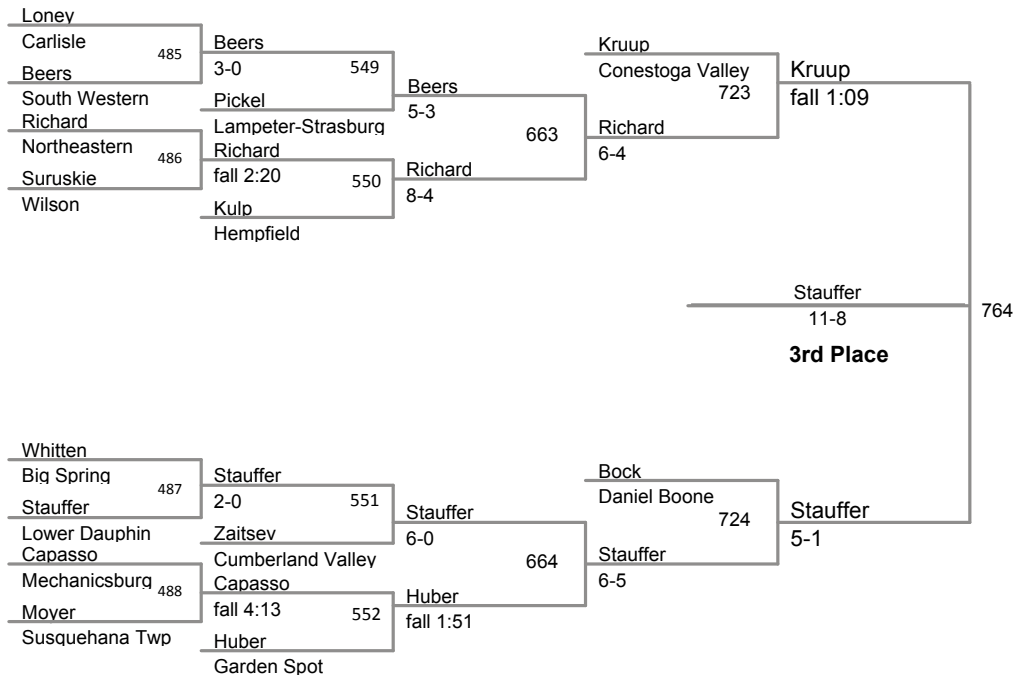 Loney
Carlisle
485
Beers
South Western
Beers
3-0
549
Pickel
Lampeter-Strasburg
Richard
Northeastern
486
Suruskie
Wilson
Richard
fall 2:20
550
Kulp
Hempfield
Beers
5-3
663
Richard
8-4
Kruup
Conestoga Valley
723
Richard
6-4
Kruup
fall 1:09
Stauffer
11-8
764
3rd Place
Whitten
Big Spring
487
Stauffer
Lower Dauphin
Stauffer
2-0
551
Zaitsev
Cumberland Valley
Capasso
Mechanicsburg
488
Moyer
Susquehana Twp
Capasso
fall 4:13
552
Huber
Garden Spot
Stauffer
6-0
664
Huber
fall 1:51
Bock
Daniel Boone
724
Stauffer
6-5
Stauffer
5-1